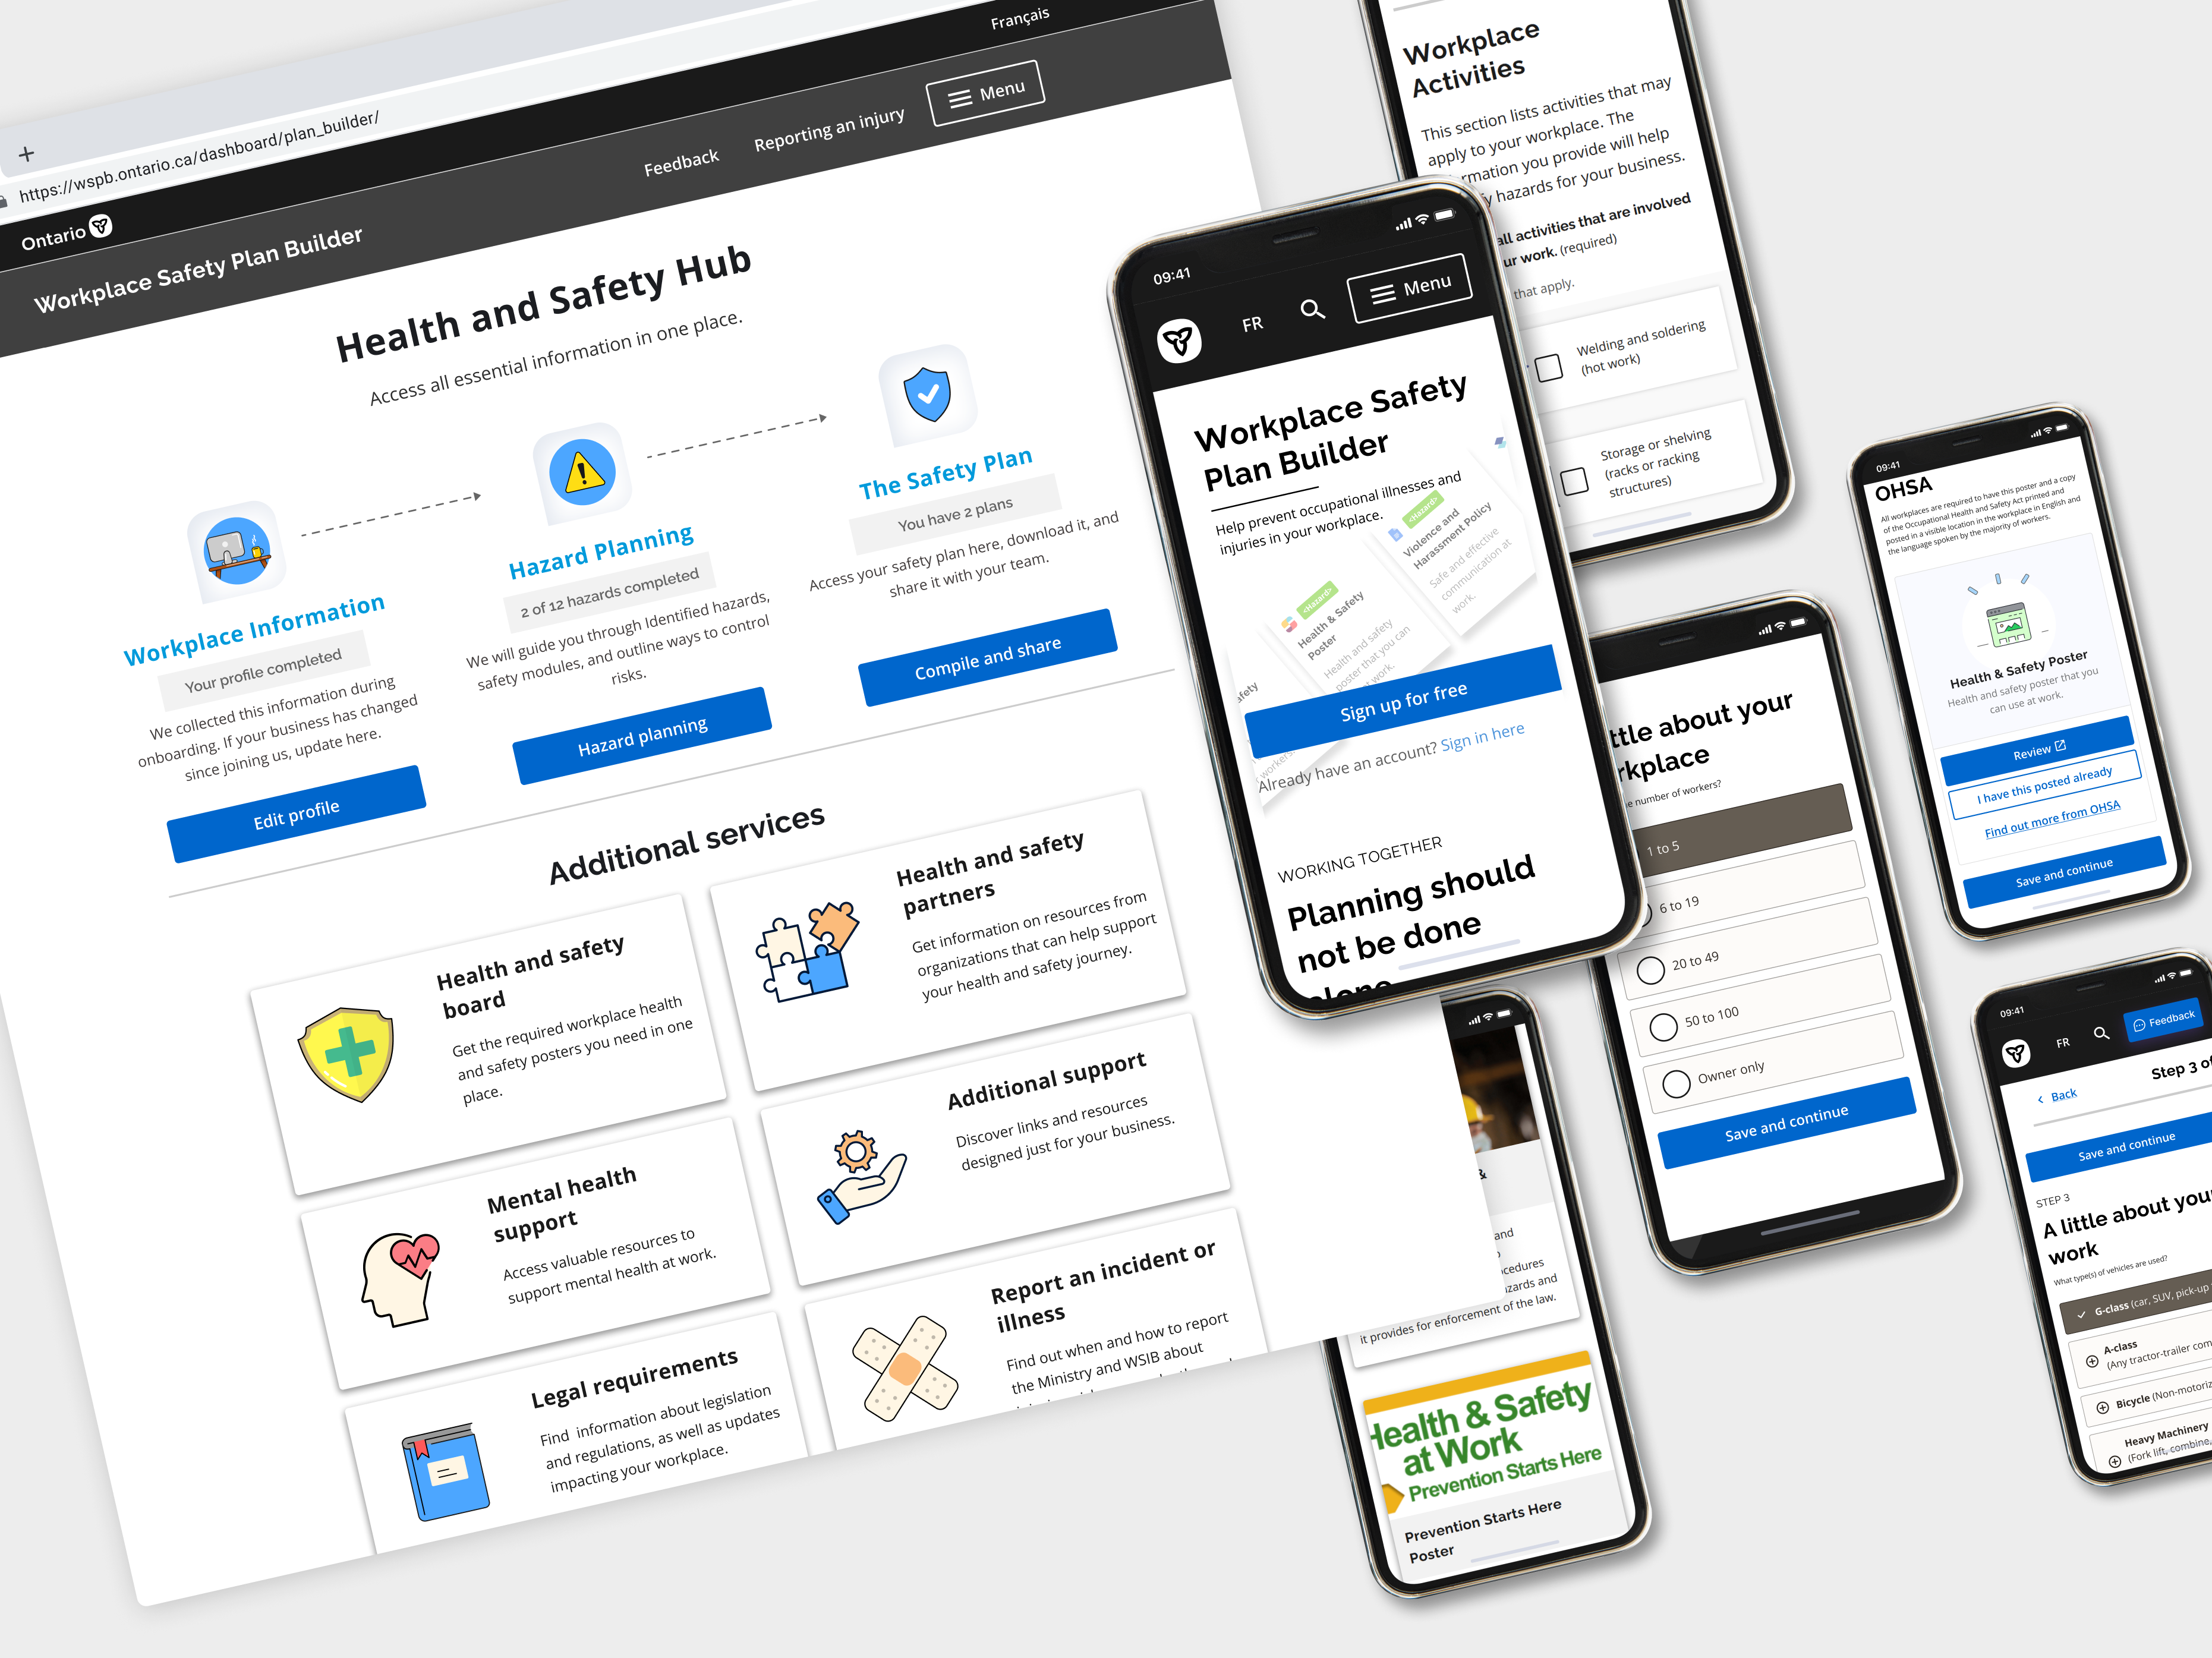 https://wspb.ontario.ca/dashboard/plan_builder/
Français
Ontario
Workplace Safety Plan Builder
Feedback
Reporting an injury
Menu
Health and Safety Hub
Access all essential information in one place.
Workplace Information
Your profile completed
We collected this information during
onboarding. If your business has changed
since joining us, update here.
Edit profile
Hazard Planning
2 of 12 hazards completed
We will guide you through Identified hazards,
safety modules, and outline ways to control
risks.
Hazard planning
The Safety Plan
You have 2 plans
Access your safety plan here, download it, and
share it with your team.
Compile and share
Additional services
Health and safety
board
Get the required workplace health
and safety posters you need in one
place.
Health and safety
partners
Get information on resources from
organizations that can help support
your health and safety journey.
Mental health
support
Access valuable resources to
support mental health at work.
Additional support
Discover links and resources
designed just for your business.
Legal requirements
Find  information about legislation
and regulations, as well as updates
impacting your workplace.
Report an incident or
illness
Find out when and how to report
the Ministry and WSIB about
09:41
FR
Menu
Workplace Safety
Plan Builder
Help prevent occupational illnesses and
injuries in your workplace.
<Hazard>
Violence and
Harassment Policy
Safe and effective
communication at
work.
<Hazard>
Health & Safety
Poster
Health and safety
poster that you can
work.
afety
workers
Sign up for free
Already have an account? Sign in here
WORKING TOGETHER
Planning should
not be done
alone
Workplace
Activities
This section lists activities that may
apply to your workplace. The
rmation you provide will help
y hazards for your business.
all activities that are involved
ur work. (required)
that apply.
Welding and soldering
(hot work)
Storage or shelving
(racks or racking
structures)
ttle about your
rkplace
e number of workers?
1 to 5
6 to 19
20 to 49
50 to 100
Owner only
Save and continue
09:41
OHSA
All workplaces are required to have this poster and a copy
of the Occupational Health and Safety Act printed and
posted in a visible location in the workplace in English and
the language spoken by the majority of workers.
Health & Safety Poster
Health and safety poster that you
can use at work.
Review
I have this posted already
Find out more from OHSA
Save and continue
09:41
FR
Feedback
Back
Step 3 of
Save and continue
STEP 3
A little about your
work
What type(s) of vehicles are used?
G-class (car, SUV, pick-up
A-class
(Any tractor-trailer com
Bicycle (Non-motoriz
Heavy Machinery
(Fork lift, combine,
&
and
ocedures
azards and
it provides for enforcement of the law.
Health & Safety
at Work
Prevention Starts Here
Prevention Starts Here
Poster